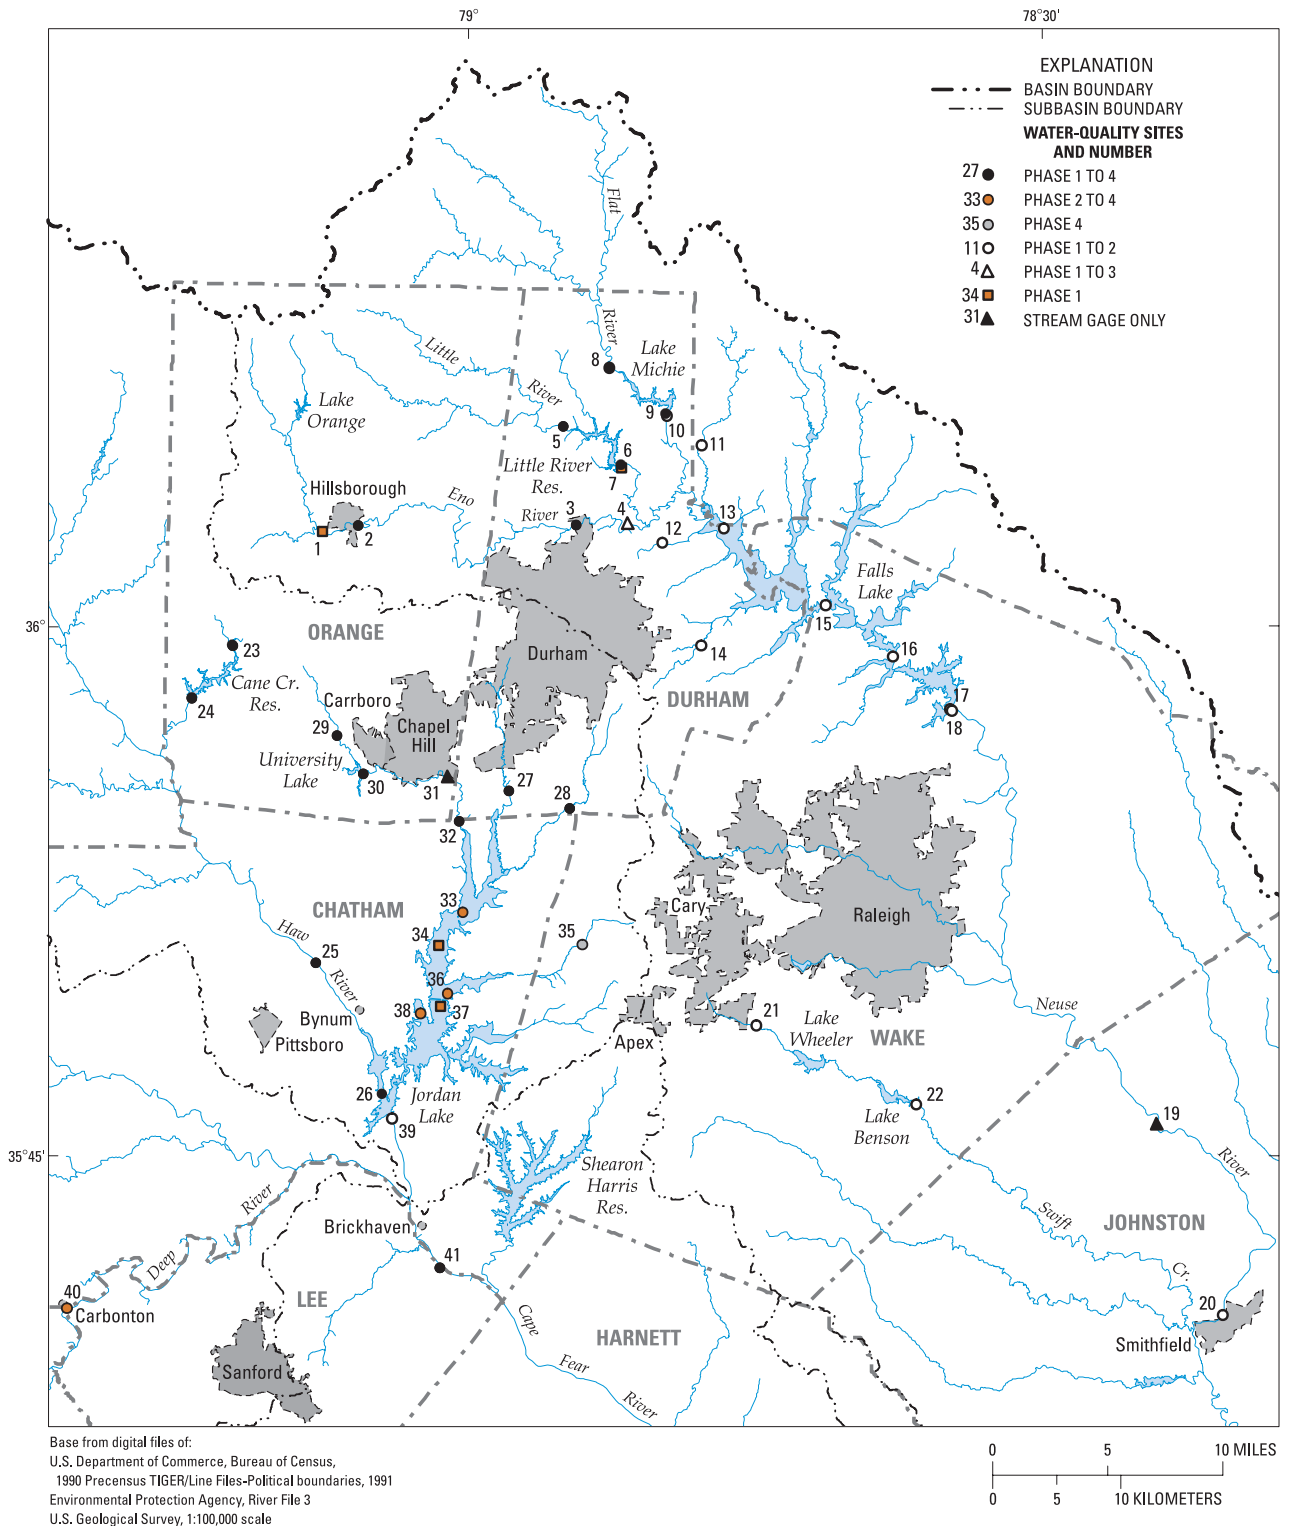 79°
78°30'
EXPLANATION
BASIN BOUNDARY
SUBBASIN BOUNDARY
WATER-QUALITY SITES
AND NUMBER
27 PHASE 1 TO 4
33 PHASE 2 TO 4
35 PHASE 4
11 PHASE 1 TO 2
4 PHASE 1 TO 3
34 PHASE 1
31 STREAM GAGE ONLY
Flat
River
8
Lake
Michie
Little
River
9
10
Lake
Orange
5
11
6
Little River
Res.
7
Hillsborough
Eno
River
3
4
1
2
12
13
Falls
Lake
36°
ORANGE
15
23
Durham
14
16
Cane Cr.
Res.
24
Carrboro
DURHAM
17
18
29
Chapel
Hill
University
Lake
30
31
27
28
32
CHATHAM
33
Cary
Raleigh
Haw
River
34
35
25
36
38
37
Neuse
Bynum
Pittsboro
Apex
21
Lake
Wheeler
WAKE
26
Jordan
Lake
39
22
Lake
Benson
19
35°45'
River
Shearon
Harris
Res.
River
Deep
Brickhaven
Swift
Cr.
JOHNSTON
41
40
Carbonton
LEE
Cape
Fear
River
HARNETT
20
Smithfield
Sanford
Base from digital files of:
U.S. Department of Commerce, Bureau of Census,
1990 Precensus TIGER/Line Files-Political boundaries, 1991
Environmental Protection Agency, River File 3
U.S. Geological Survey, 1:100,000 scale
0 5 10 MILES
0 5 10 KILOMETERS